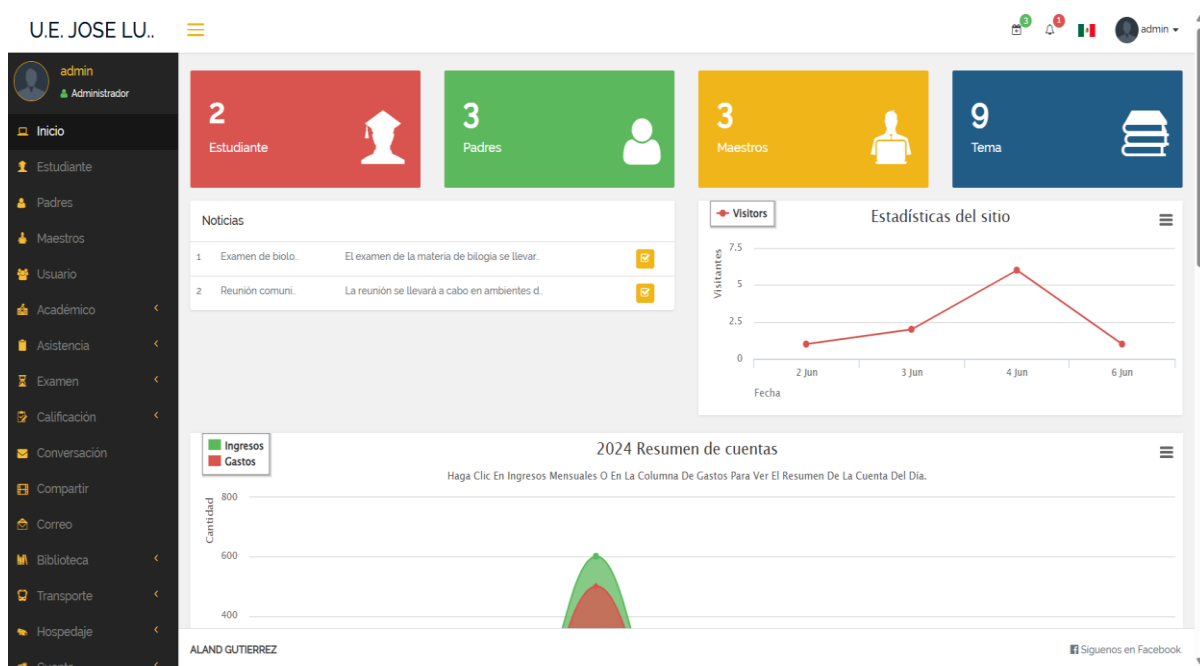 U.E. JOSE LU..
3
1
admin
admin
Administrador
Inicio
Estudiante
Padres
Maestros
Usuario
Académico
Asistencia
Examen
Calificación
Conversación
Compartir
Correo
Biblioteca
Transporte
Hospedaje
2
Estudiante
3
Padres
3
Maestros
9
Tema
Noticias
1 Examen de biolo.. El examen de la materia de bilogía se llevar..
2 Reunión comuni.. La reunión se llevará a cabo en ambientes d..
Visitors
Estadísticas del sitio
Visitantes
7.5
5
2.5
0
2 Jun 3 Jun 4 Jun 6 Jun
Fecha
Ingresos
Gastos
2024 Resumen de cuentas
Haga Clic En Ingresos Mensuales O En La Columna De Gastos Para Ver El Resumen De La Cuenta Del Día.
Cantidad
800
600
400
ALAND GUTIERREZ
Síguenos en Facebook.